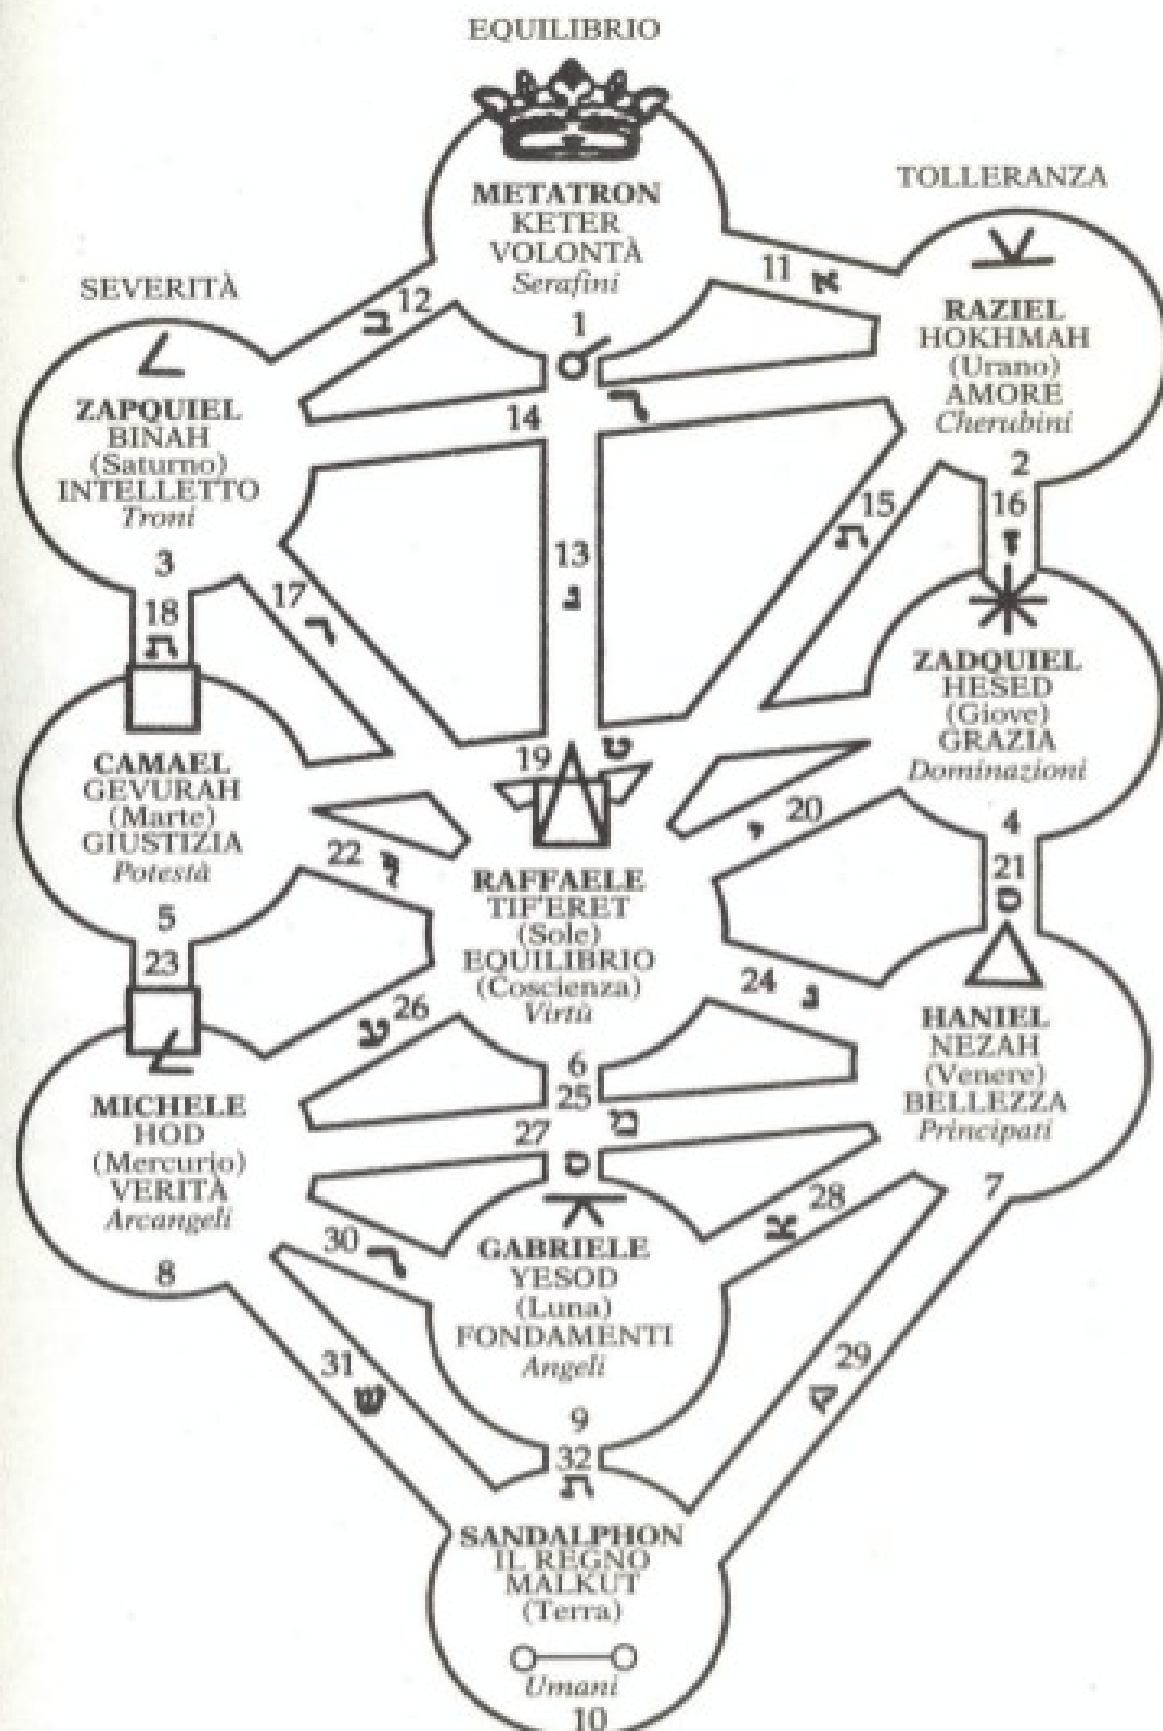 EQUILIBRIO
METATRON
KETER
VOLONTÀ
Serafini
1
TOLLERANZA
RAZIEL
HOKHMAH
(Urano)
AMORE
Cherubini
2
SEVERITÀ
ZAPQUIEL
BINAH
(Saturno)
INTELLETTO
Troni
3
11 א
12 ב
14
13
15 ת
16 ז
17
18 ת
ZADQUIEL
HESED
(Giove)
GRAZIA
Dominazioni
4
CAMAEL
GEVURAH
(Marte)
GIUSTIZIA
Potestà
5
19 ט
20 י
21 ס
22
23
RAFFAELE
TIF'ERET
(Sole)
EQUILIBRIO
(Coscienza)
Virtù
6
24
25
26
27
מ
ס
HANIEL
NEZAH
(Venere)
BELLEZZA
Principati
7
MICHELE
HOD
(Mercurio)
VERITÀ
Arcangeli
8
28
29
30
31 ש
GABRIELE
YESOD
(Luna)
FONDAMENTI
Angeli
9
32
ת
SANDALPHON
IL REGNO
MALKUT
(Terra)
Umani
10